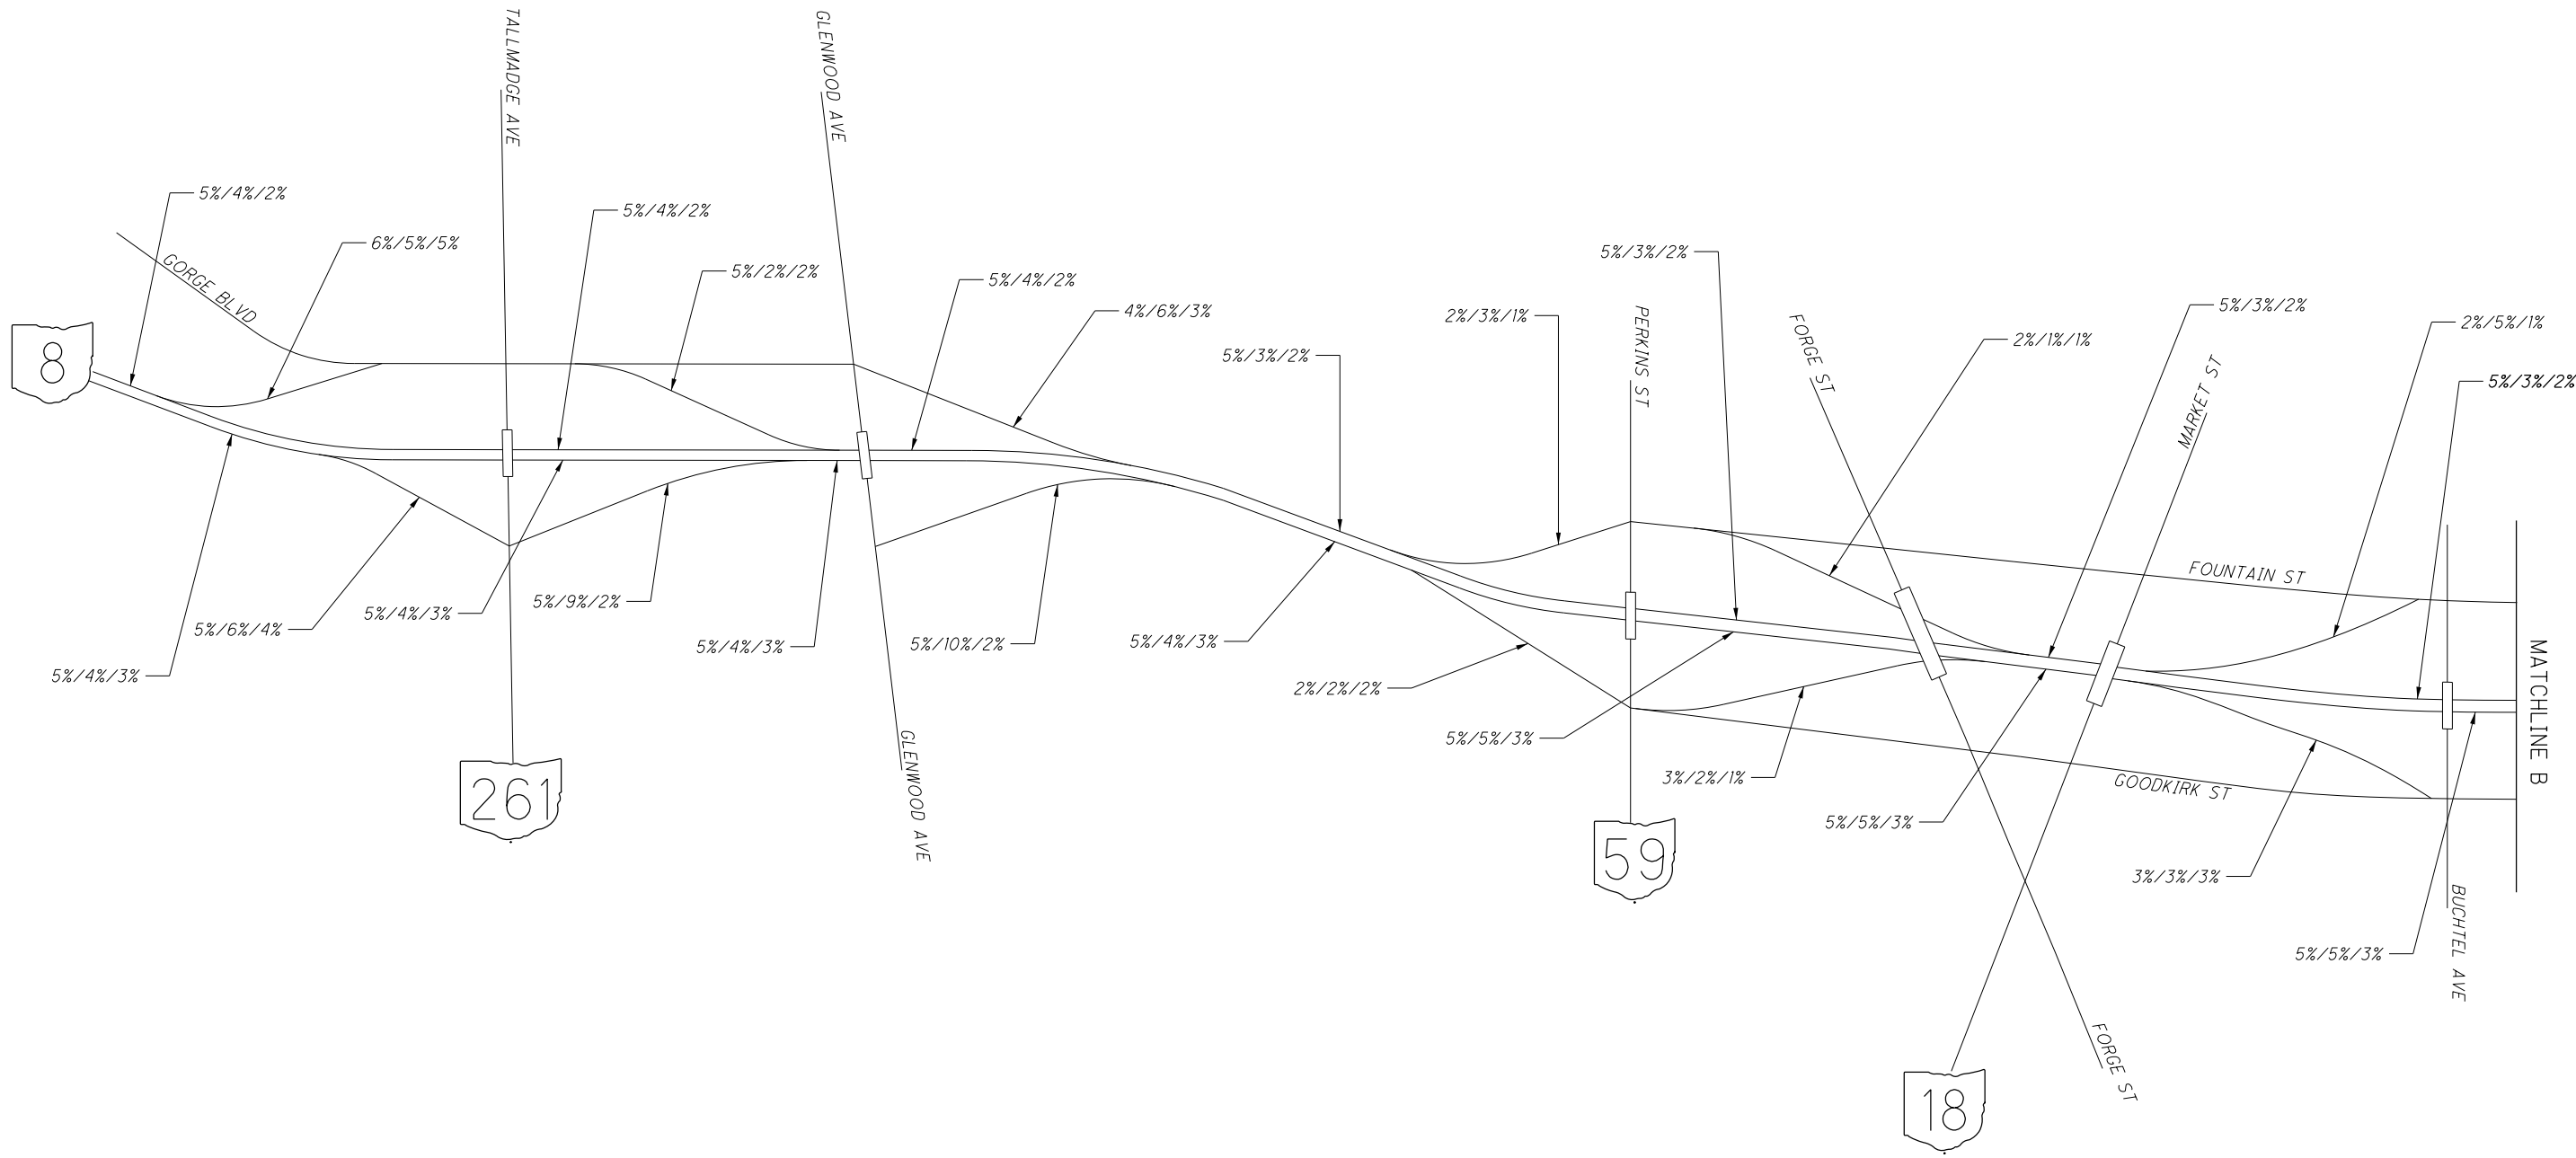 TALLMADGE AVE
GLENWOOD AVE
5%/4%/2%
5%/4%/2%
6%/5%/5%
GORGE BLVD
5%/2%/2%
5%/4%/2%
4%/6%/3%
8
5%/3%/2%
2%/3%/1%
5%/3%/2%
PERKINS ST
FORGE ST
2%/1%/1%
5%/3%/2%
MARKET ST
2%/5%/1%
5%/3%/2%
FOUNTAIN ST
MATCHLINE B
5%/4%/3%
5%/6%/4%
5%/4%/3%
5%/9%/2%
5%/4%/3%
5%/10%/2%
5%/4%/3%
2%/2%/2%
5%/5%/3%
3%/2%/1%
GOODKIRK ST
5%/5%/3%
3%/3%/3%
5%/5%/3%
BUCHTEL AVE
261
GLENWOOD AVE
59
FORGE ST
18